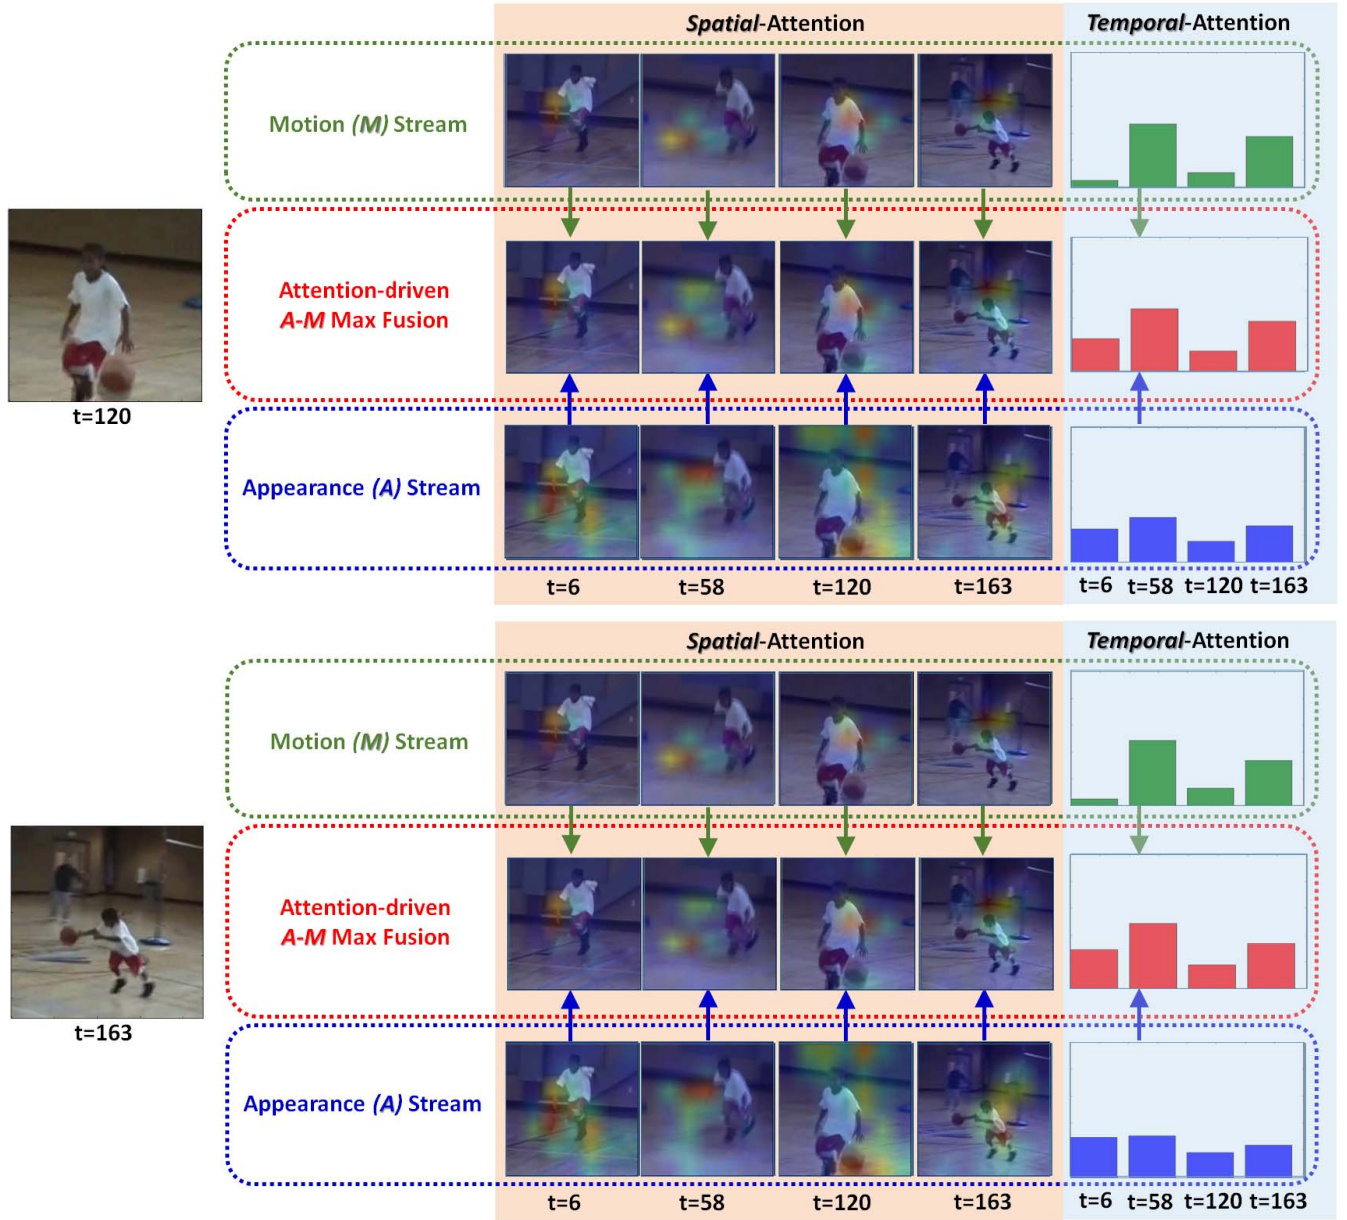 Spatial-Attention
Temporal-Attention
Motion (M) Stream
Attention-driven
A-M Max Fusion
t=120
Appearance (A) Stream
t=6
t=58
t=120
t=163
t=6
t=58
t=120
t=163
Spatial-Attention
Temporal-Attention
Motion (M) Stream
Attention-driven
A-M Max Fusion
t=163
Appearance (A) Stream
t=6
t=58
t=120
t=163
t=6
t=58
t=120
t=163